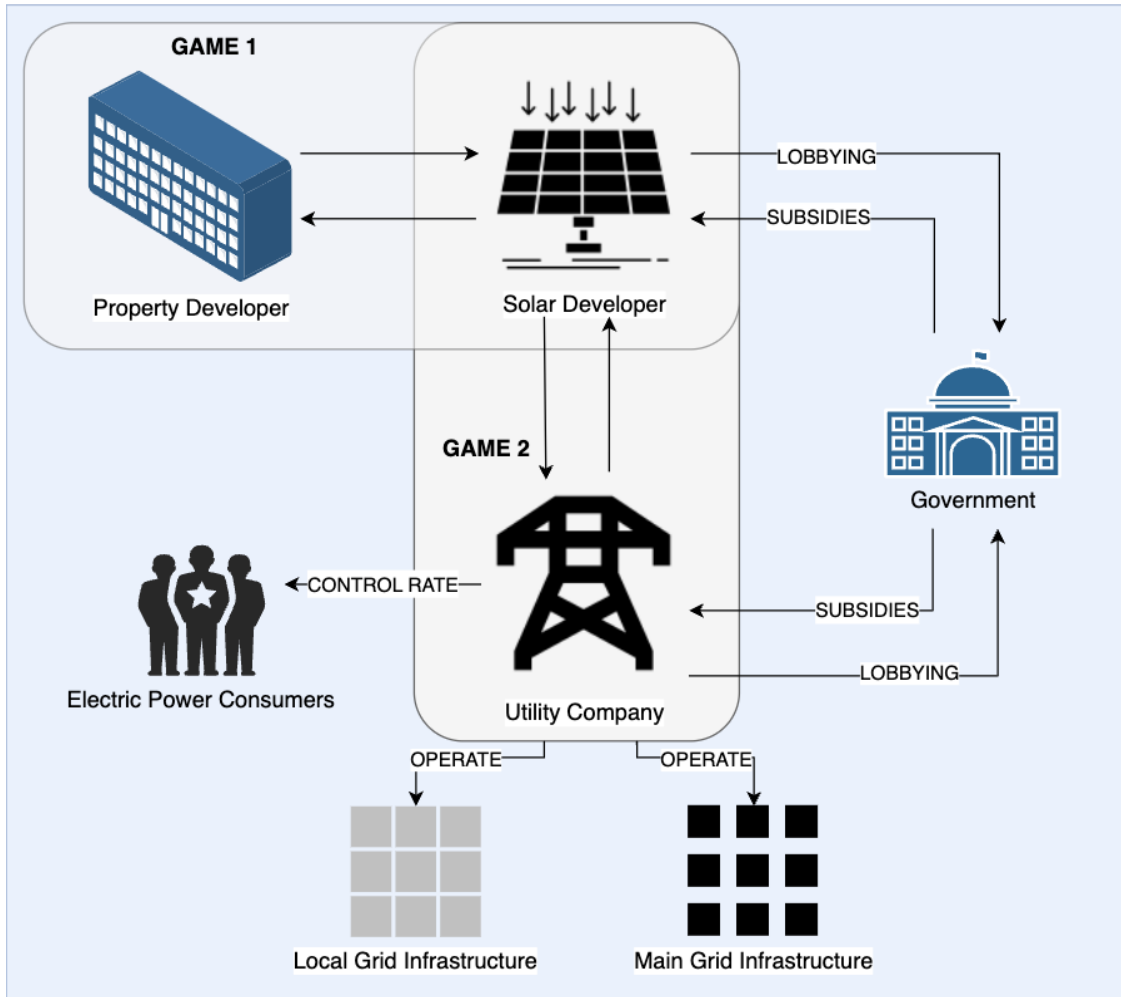 GAME 1
LOBBYING
SUBSIDIES
Property Developer
Solar Developer
GAME 2
Government
CONTROL RATE
SUBSIDIES
LOBBYING
Electric Power Consumers
Utility Company
OPERATE
OPERATE
Local Grid Infrastructure
Main Grid Infrastructure